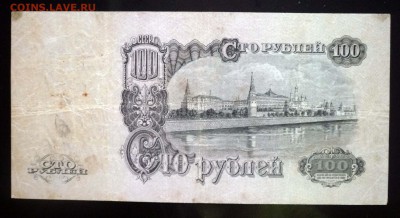 COINS.LAVE.RU
СТО РУБЛЕЙ 100
100
СТО РУБЛЕЙ
СТО
РУБЛЕЙ
100